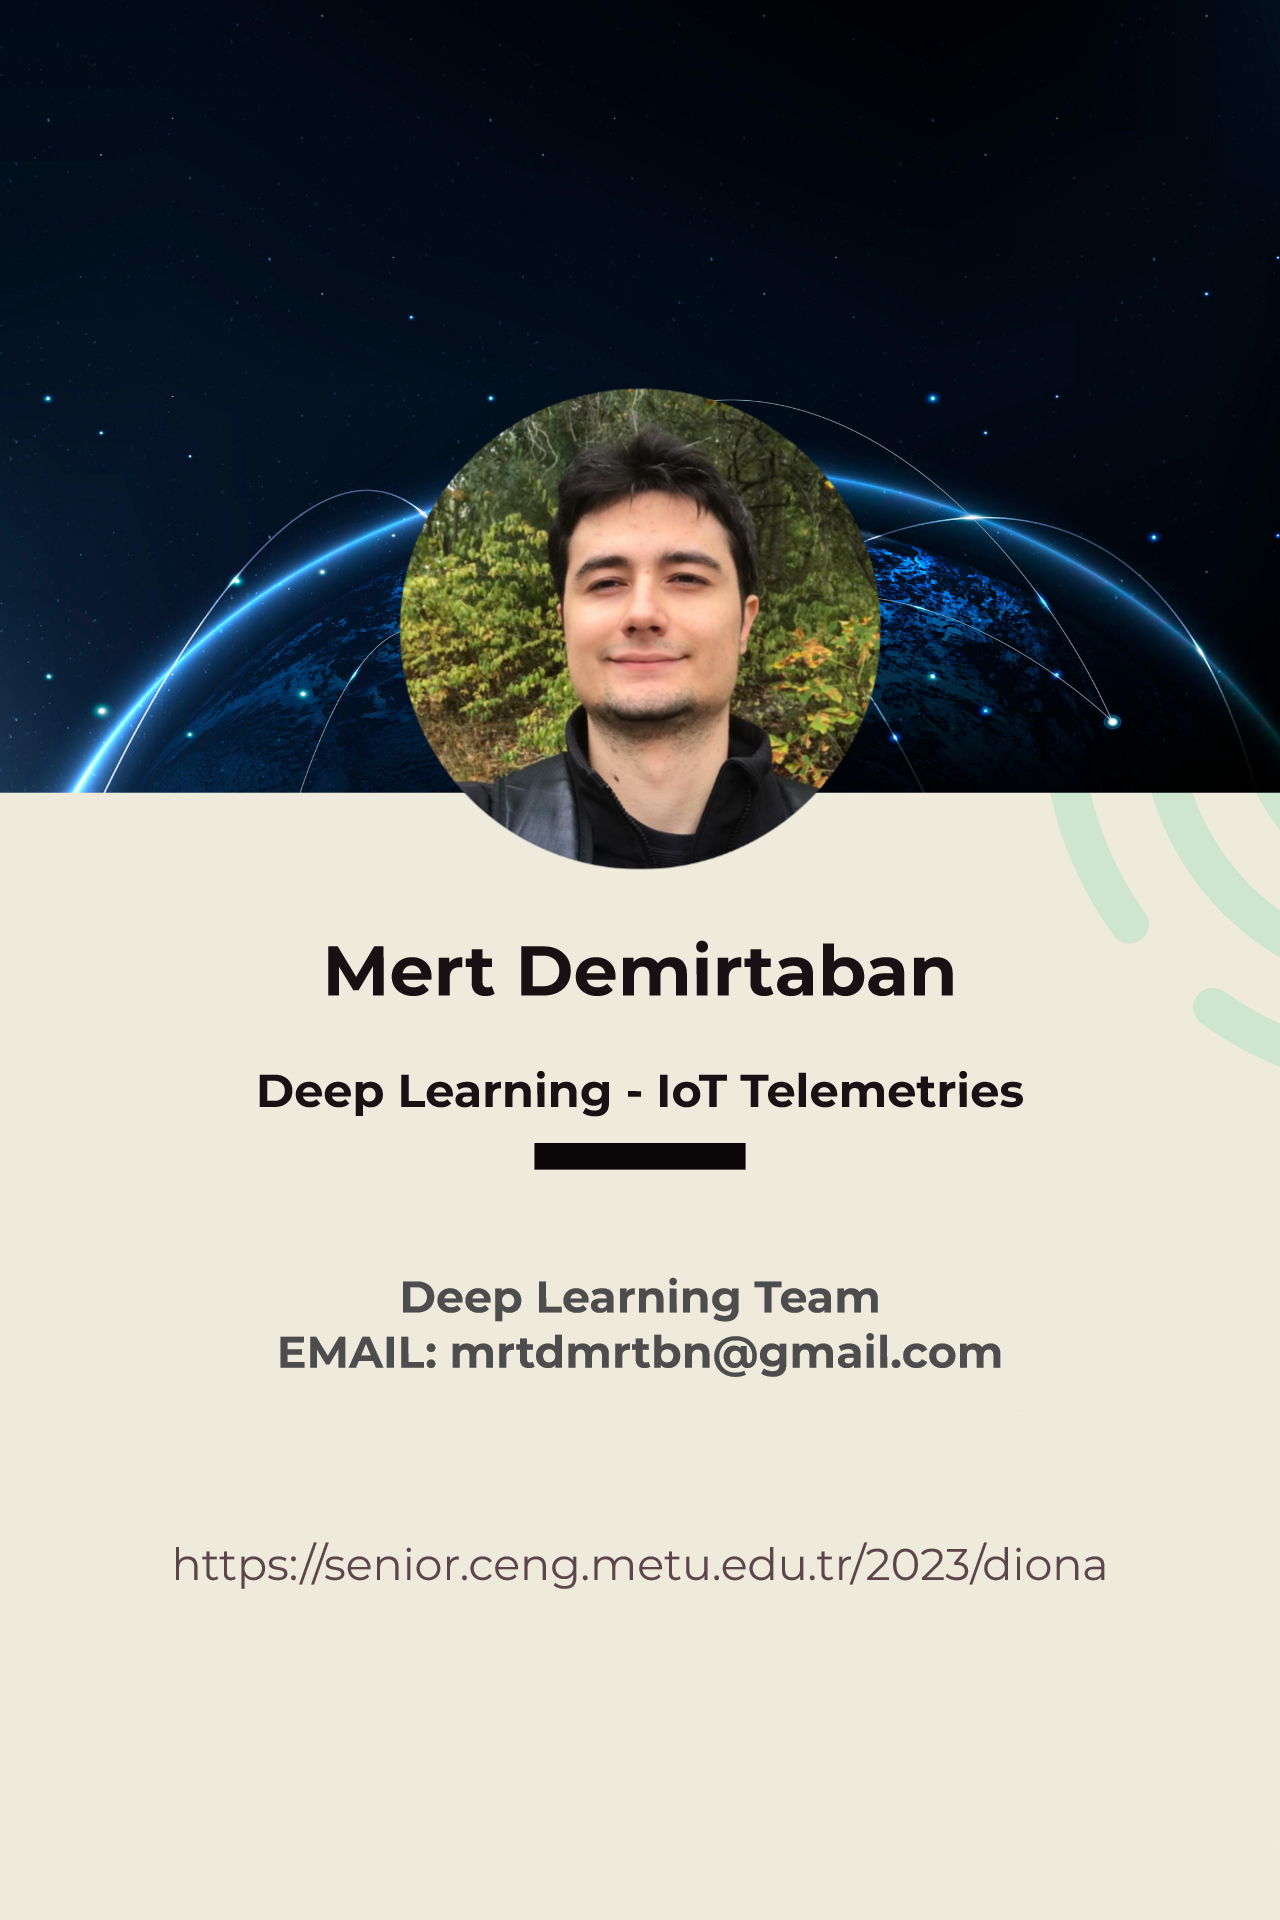 Mert Demirtaban
Deep Learning - IoT Telemetries
Deep Learning Team
EMAIL: mrtdmrtbn@gmail.com
https://senior.ceng.metu.edu.tr/2023/diona